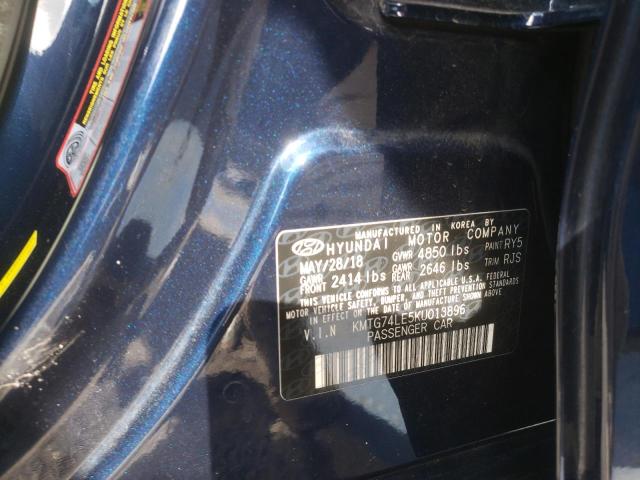 MANUFACTURED IN KOREA BY
HYUNDAI MOTOR COMPANY
MAY/28/18 GVWR 4850 lbs PAINT RY5
GAWR FRONT 2414 lbs GAWR REAR 2646 lbs TRIM RJS
THIS VEHICLE CONFORMS TO ALL APPLICABLE U.S.A. FEDERAL
MOTOR VEHICLE SAFETY, BUMPER, AND THEFT PREVENTION STANDARDS
IN EFFECT ON THE DATE OF MANUFACTURE SHOWN ABOVE.
V.I.N KMTG74LE5KU013896
PASSENGER CAR